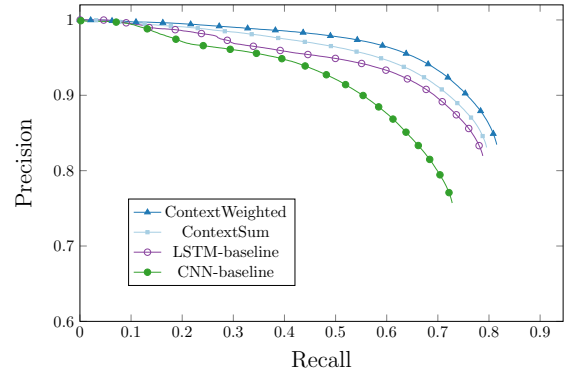 1
0.9
0.8
0.7
0.6
Precision
ContextWeighted
ContextSum
LSTM-baseline
CNN-baseline
0 0.1 0.2 0.3 0.4 0.5 0.6 0.7 0.8 0.9
Recall